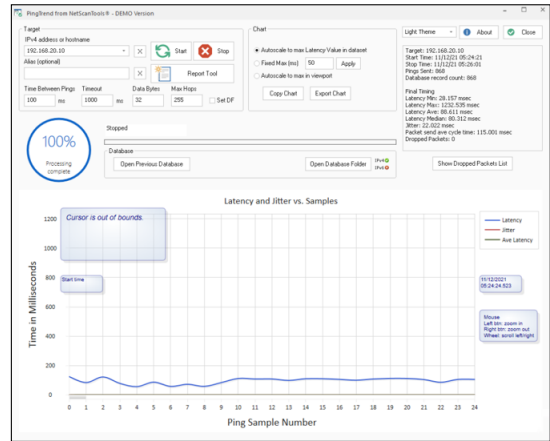 PingTrend from NetScanTools® - DEMO Version
Target
IPv4 address or hostname
192.168.20.10
Start
Stop
Alias (optional)
Report Tool
Time Between Pings
Timeout
Data Bytes
Max Hops
100 ms
1000 ms
32
255
Set DF
Chart
Autoscale to max Latency Value in dataset
Fixed Max (ms)
50
Apply
Autoscale to max in viewport
Copy Chart
Export Chart
Light Theme
About
Close
Target: 192.168.20.10
Start Time: 11/12/21 05:24:21
Stop Time: 11/12/21 05:26:01
Pings Sent: 868
Database record count: 868
Final Timing
Latency Min: 28.157 msec
Latency Max: 1232.535 msec
Latency Ave: 88.611 msec
Latency Median: 80.312 msec
Jitter: 22.022 msec
Packet send ave cycle time: 115.001 msec
Dropped Packets: 0
100%
Processing
complete
Stopped
Database
Open Previous Database
Open Database Folder
IPv4
IPv6
Show Dropped Packets List
Latency and Jitter vs. Samples
Time in Milliseconds
1200
1000
800
600
400
200
0
Cursor is out of bounds.
Start time
Latency
Jitter
Ave Latency
11/12/2021
05:24:24.523
Mouse
Left btn: zoom in
Right btn: zoom out
Wheel: scroll left/right
0 1 2 3 4 5 6 7 8 9 10 11 12 13 14 15 16 17 18 19 20 21 22 23 24
Ping Sample Number